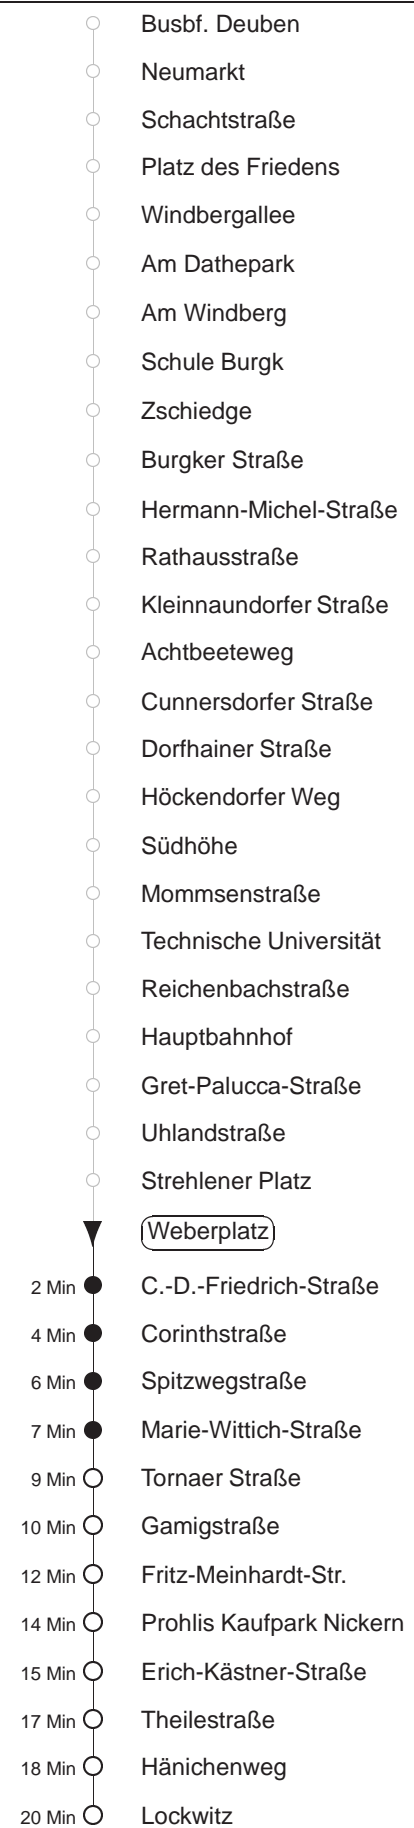 Busbf. Deuben
Neumarkt
Schachtstraße
Platz des Friedens
Windbergallee
Am Dathepark
Am Windberg
Schule Burgk
Zschiedge
Burgker Straße
Hermann-Michel-Straße
Rathausstraße
Kleinnaundorfer Straße
Achtbeeteweg
Cunnersdorfer Straße
Dorfhainer Straße
Höckendorfer Weg
Südhöhe
Mommsenstraße
Technische Universität
Reichenbachstraße
Hauptbahnhof
Gret-Palucca-Straße
Uhlandstraße
Strehlener Platz
Weberplatz
2 Min C.-D.-Friedrich-Straße
4 Min Corinthstraße
6 Min Spitzwegstraße
7 Min Marie-Wittich-Straße
9 Min Tornaer Straße
10 Min Gamigstraße
12 Min Fritz-Meinhardt-Str.
14 Min Prohlis Kaufpark Nickern
15 Min Erich-Kästner-Straße
17 Min Theilestraße
18 Min Hänichenweg
20 Min Lockwitz